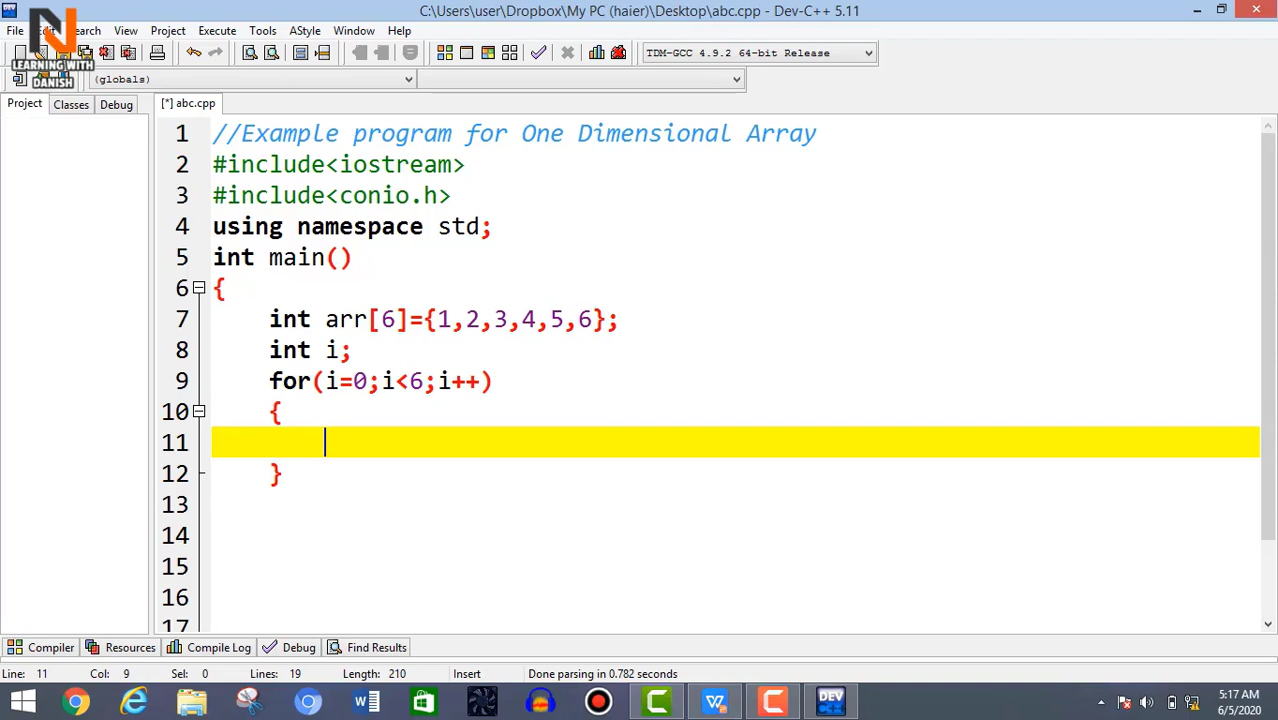 C:\Users\user\Dropbox\My PC (haier)\Desktop\abc.cpp - Dev-C++ 5.11
File Search View Project Execute Tools AStyle Window Help
LEARNING WITH
DANISH
TDM-GCC 4.9.2 64-bit Release
(globals)
Project Classes Debug
[*] abc.cpp
1 //Example program for One Dimensional Array
2 #include<iostream>
3 #include<conio.h>
4 using namespace std;
5 int main()
6 {
7 int arr[6]={1,2,3,4,5,6};
8 int i;
9 for(i=0;i<6;i++)
10 {
11
12 }
13
14
15
16
17
Compiler Resources Compile Log Debug Find Results
Line: 11 Col: 9 Sel: 0 Lines: 19 Length: 210 Insert Done parsing in 0.782 seconds
DEV
5:17 AM
6/5/2020